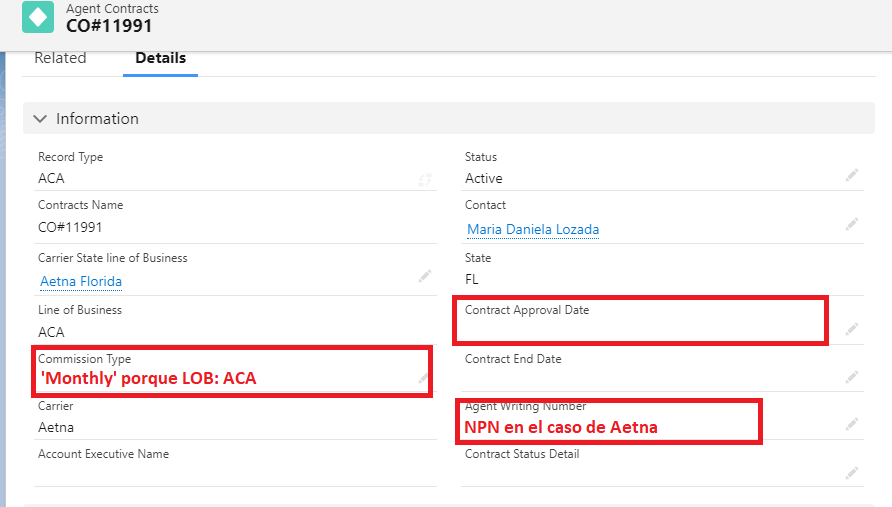 Agent Contracts
CO#11991
Related
Details
Information
Record Type
ACA
Status
Active
Contracts Name
CO#11991
Contact
Maria Daniela Lozada
Carrier State line of Business
Aetna Florida
State
FL
Line of Business
ACA
Contract Approval Date
Commission Type
'Monthly' porque LOB: ACA
Contract End Date
Carrier
Aetna
Agent Writing Number
NPN en el caso de Aetna
Account Executive Name
Contract Status Detail